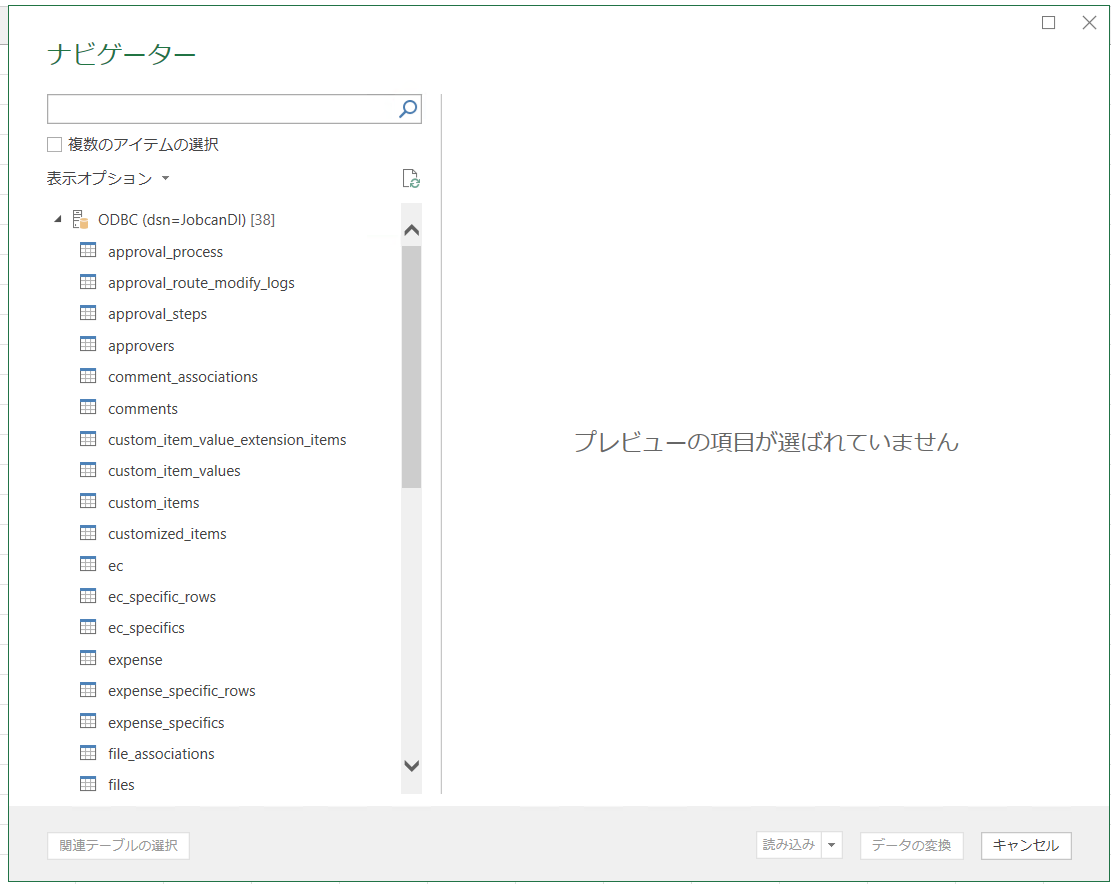 ナビゲーター
複数のアイテムの選択
表示オプション
ODBC (dsn=JobcanDI) [38]
approval_process
approval_route_modify_logs
approval_steps
approvers
comment_associations
comments
custom_item_value_extension_items
custom_item_values
custom_items
customized_items
ec
ec_specific_rows
ec_specifics
expense
expense_specific_rows
expense_specifics
file_associations
files
プレビューの項目が選ばれていません
関連テーブルの選択
読み込み
データの変換
キャンセル